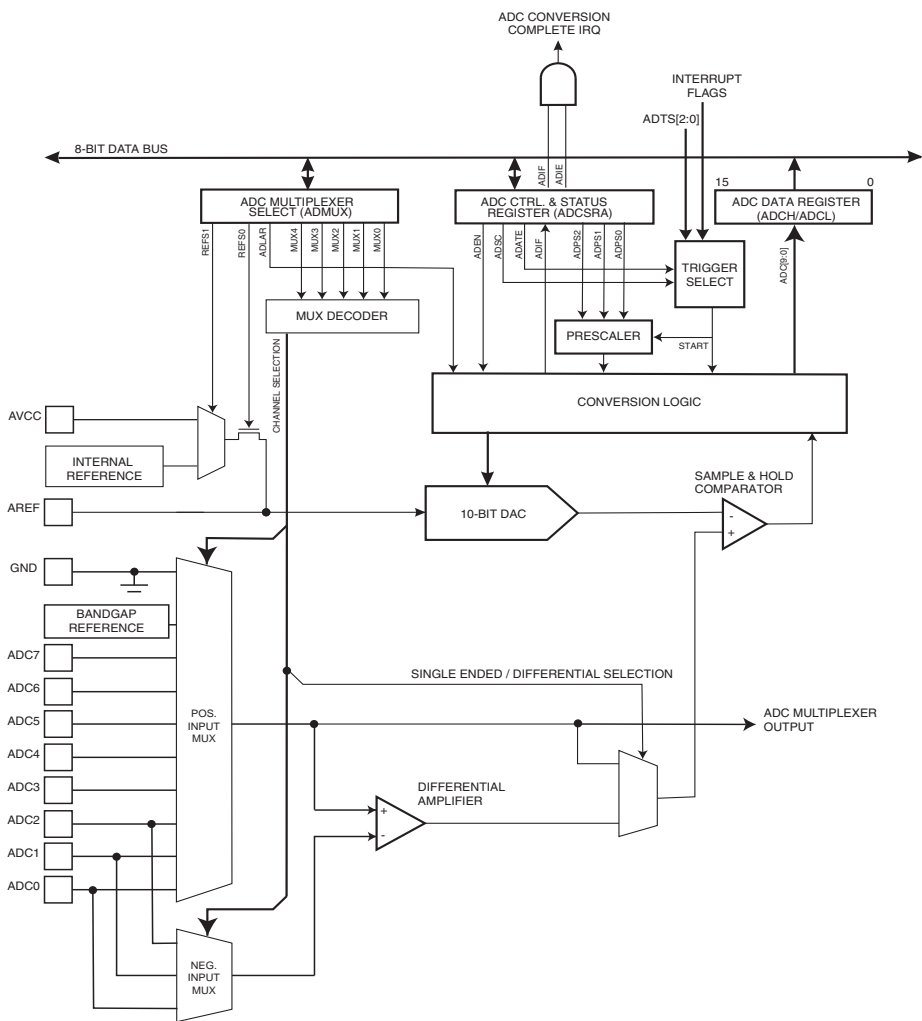 ADC CONVERSION
COMPLETE IRQ
INTERRUPT
FLAGS
ADTS[2:0]
8-BIT DATA BUS
ADIF
ADIE
15
0
ADC MULTIPLEXER
SELECT (ADMUX)
ADC CTRL. & STATUS
REGISTER (ADCSRA)
ADC DATA REGISTER
(ADCH/ADCL)
REFS1
REFS0
ADLAR
MUX4
MUX3
MUX2
MUX1
MUX0
ADEN
ADSC
ADATE
ADIF
ADPS2
ADPS1
ADPS0
ADC[9:0]
TRIGGER
SELECT
MUX DECODER
PRESCALER
START
CHANNEL SELECTION
CONVERSION LOGIC
AVCC
INTERNAL
REFERENCE
SAMPLE & HOLD
COMPARATOR
AREF
10-BIT DAC
-
+
GND
BANDGAP
REFERENCE
ADC7
SINGLE ENDED / DIFFERENTIAL SELECTION
ADC6
ADC5
POS.
INPUT
MUX
ADC MULTIPLEXER
OUTPUT
ADC4
ADC3
DIFFERENTIAL
AMPLIFIER
ADC2
+
-
ADC1
ADC0
NEG.
INPUT
MUX